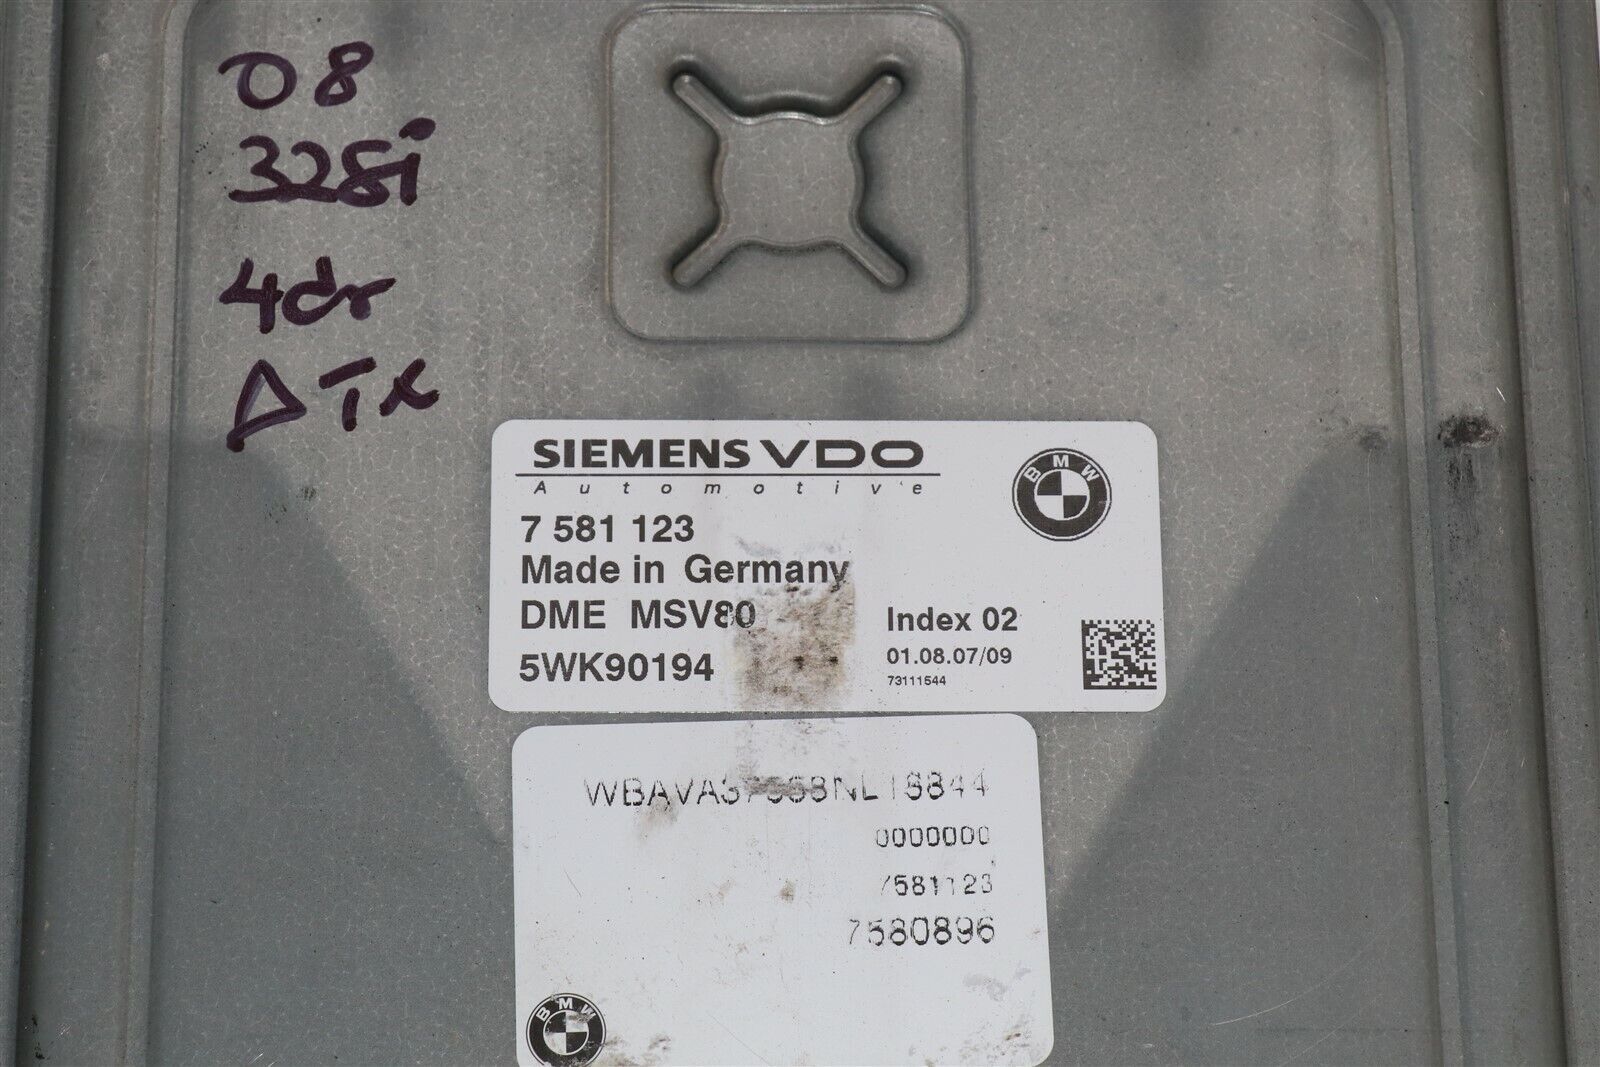 08
328i
4dr
ATX
SIEMENS VDO
Automotive
7 581 123
Made in Germany
DME MSV80
5WK90194
BMW
Index 02
01.08.07/09
73111544
0000000
7581123
7580896
BMW